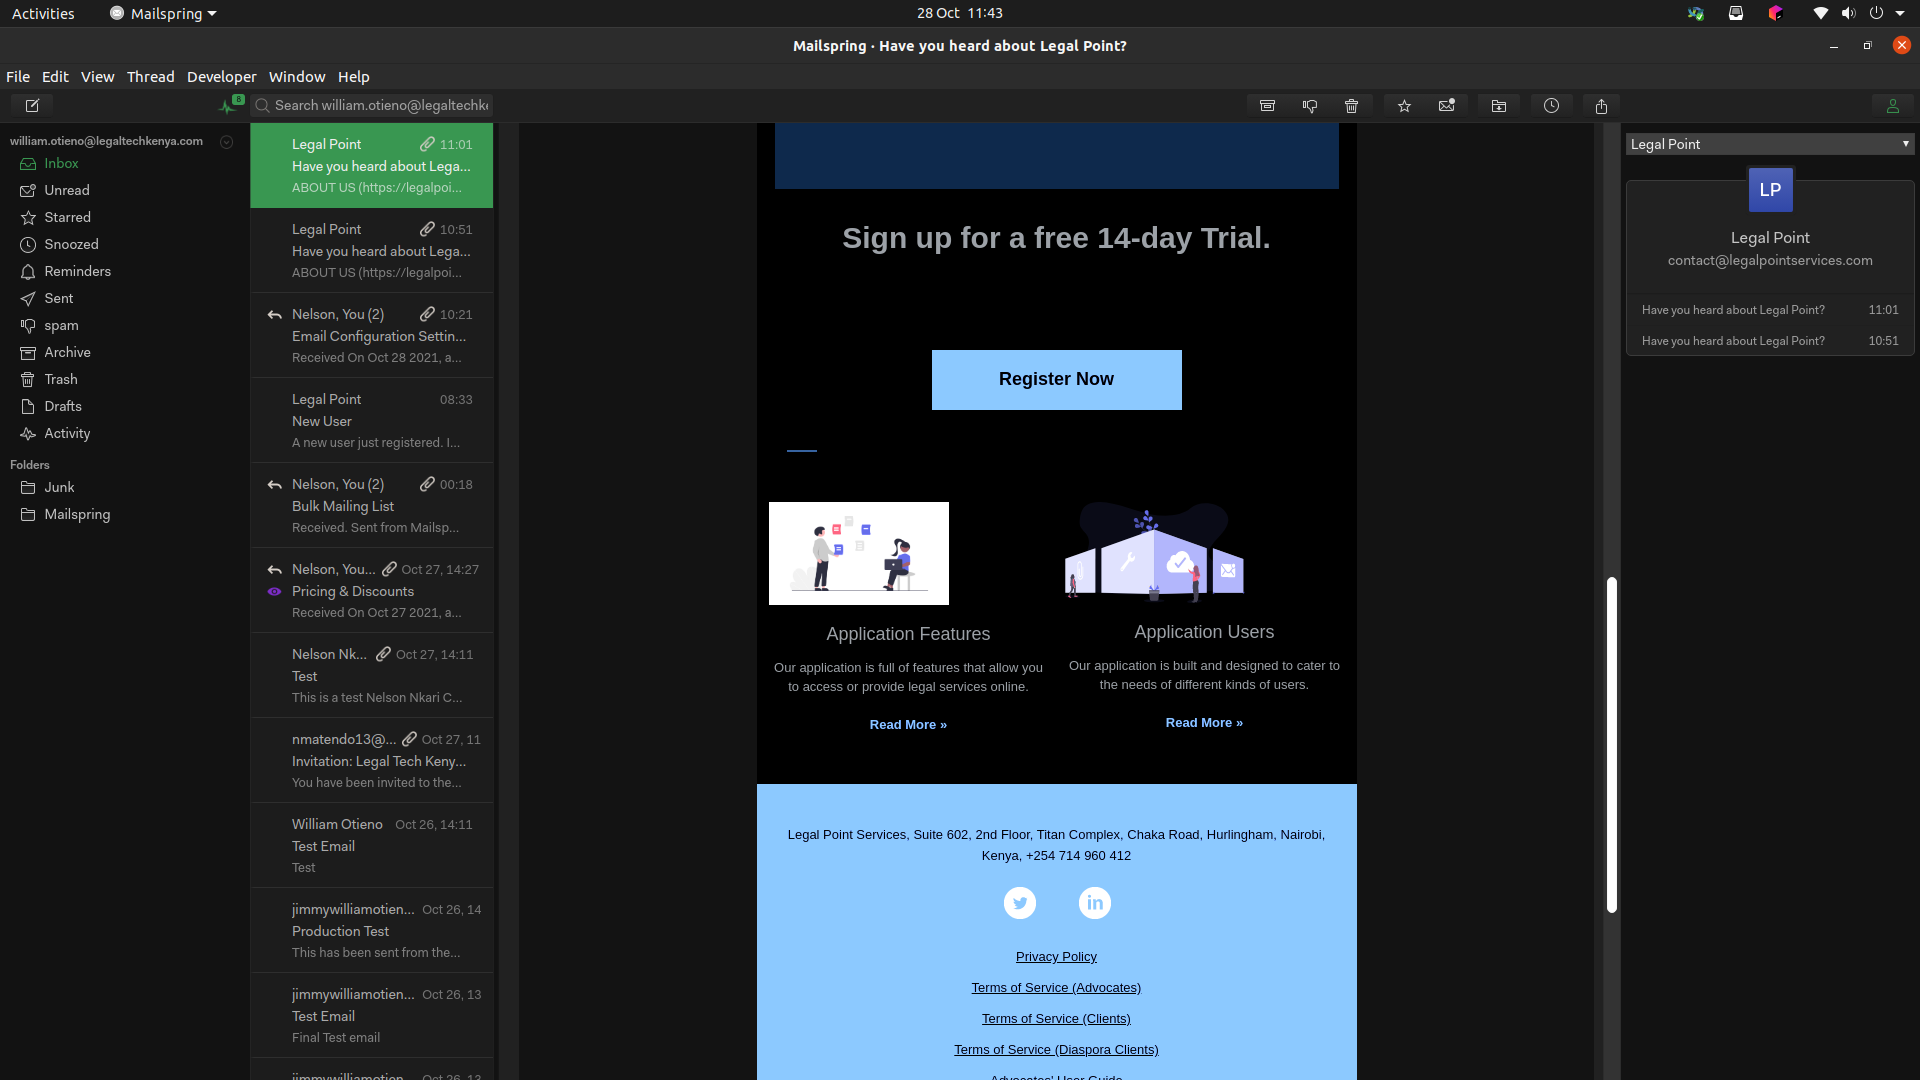 Activities
Mailspring
28 Oct 11:43
Mailspring · Have you heard about Legal Point?
File Edit View Thread Developer Window Help
8
Search william.otieno@legaltechke
william.otieno@legaltechkenya.com
Inbox
Unread
Starred
Snoozed
Reminders
Sent
spam
Archive
Trash
Drafts
Activity
Folders
Junk
Mailspring
Legal Point 11:01
Have you heard about Lega...
ABOUT US (https://legalpoi...
Legal Point 10:51
Have you heard about Lega...
ABOUT US (https://legalpoi...
Nelson, You (2) 10:21
Email Configuration Settin...
Received On Oct 28 2021, a...
Legal Point 08:33
New User
A new user just registered. I...
Nelson, You (2) 00:18
Bulk Mailing List
Received. Sent from Mailsp...
Nelson, You... Oct 27, 14:27
Pricing & Discounts
Received On Oct 27 2021, a...
Nelson Nk... Oct 27, 14:11
Test
This is a test Nelson Nkari C...
nmatendo13@... Oct 27, 11
Invitation: Legal Tech Keny...
You have been invited to the...
William Otieno Oct 26, 14:11
Test Email
Test
jimmywilliamotien... Oct 26, 14
Production Test
This has been sent from the...
jimmywilliamotien... Oct 26, 13
Test Email
Final Test email
jimmywilliamotien... Oct 26, 13
Sign up for a free 14-day Trial.
Register Now
Application Features
Our application is full of features that allow you
to access or provide legal services online.
Read More »
Application Users
Our application is built and designed to cater to
the needs of different kinds of users.
Read More »
Legal Point Services, Suite 602, 2nd Floor, Titan Complex, Chaka Road, Hurlingham, Nairobi,
Kenya, +254 714 960 412
in
Privacy Policy
Terms of Service (Advocates)
Terms of Service (Clients)
Terms of Service (Diaspora Clients)
Advocates' User Guide
Legal Point
LP
Legal Point
contact@legalpointservices.com
Have you heard about Legal Point? 11:01
Have you heard about Legal Point? 10:51